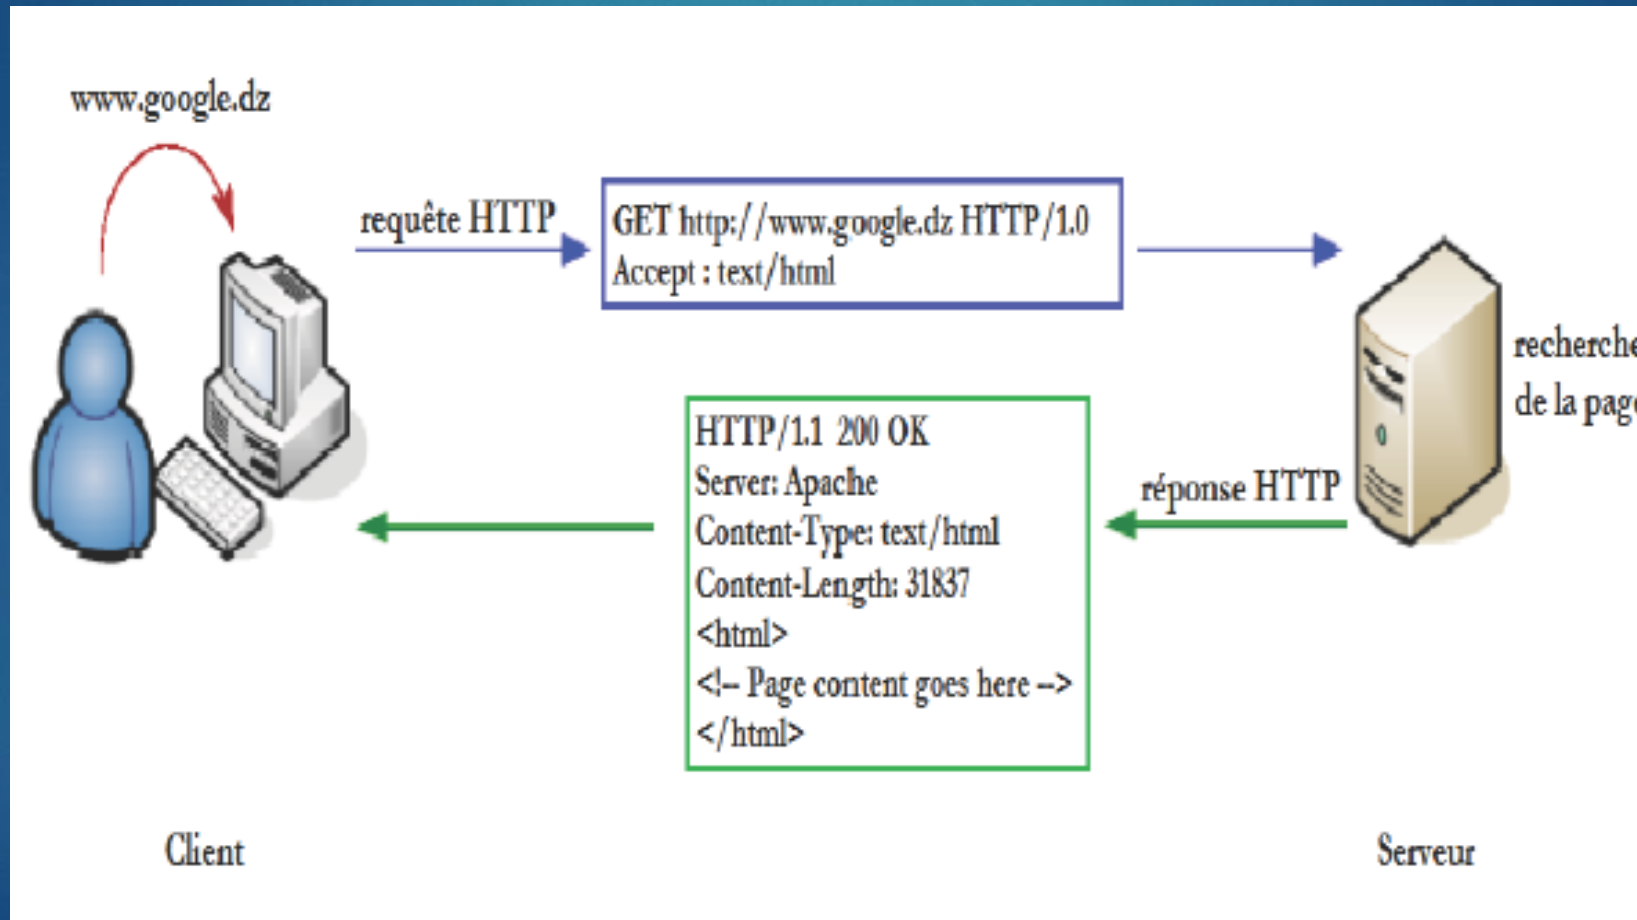 www.google.dz
requête HTTP
GET http://www.google.dz HTTP/1.0
Accept : text/html
recherche
de la page
HTTP/1.1 200 OK
Server: Apache
Content-Type: text/html
Content-Length: 31837
<html>
<!-- Page content goes here -->
</html>
réponse HTTP
Client
Serveur